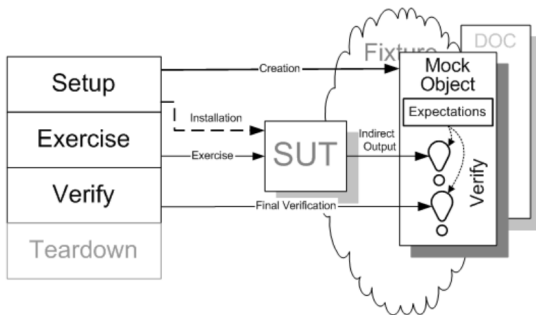 Setup
Exercise
Verify
Teardown
Creation
Installation
Exercise
Final Verification
SUT
Indirect
Output
Fixture
DOC
Mock
Object
Expectations
Verify